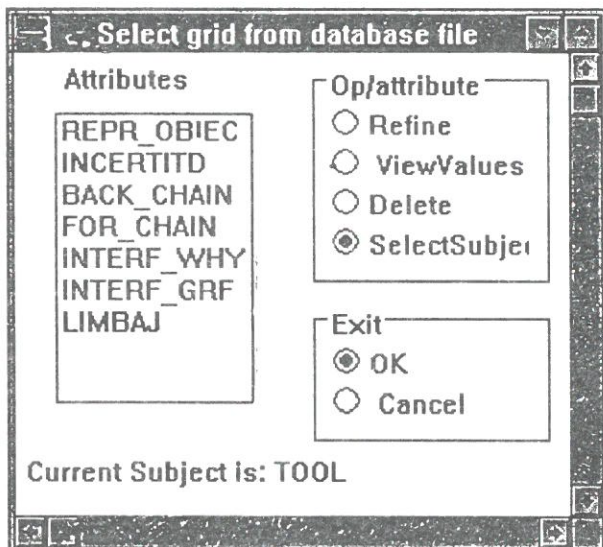 Select grid from database file
Attributes
REPR_OBIEC
INCERTITD
BACK_CHAIN
FOR_CHAIN
INTERF_WHY
INTERF_GRF
LIMBAJ
Op/attribute
Refine
ViewValues
Delete
SelectSubje
Exit
OK
Cancel
Current Subject is: TOOL